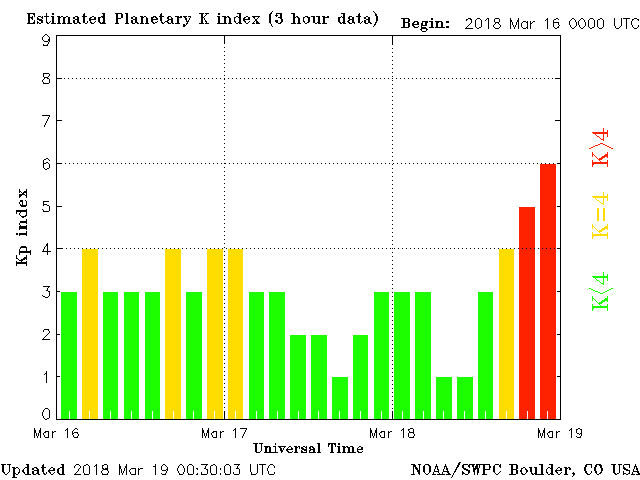 Estimated Planetary K index (3 hour data) Begin: 2018 Mar 16 0000 UTC
9
8
7
6
5
4
3
2
1
0
Kp index
K<4 K=4 K>4
Mar 16 Mar 17 Mar 18 Mar 19
Universal Time
Updated 2018 Mar 19 00:30:03 UTC NOAA/SWPC Boulder, CO USA